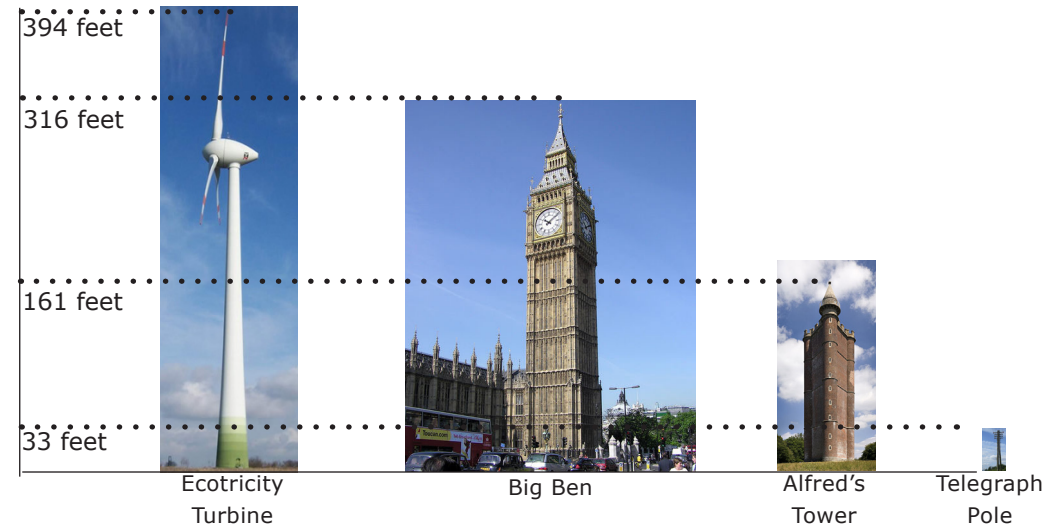 394 feet
316 feet
161 feet
33 feet
Ecotricity
Turbine
Big Ben
Alfred's
Tower
Telegraph
Pole